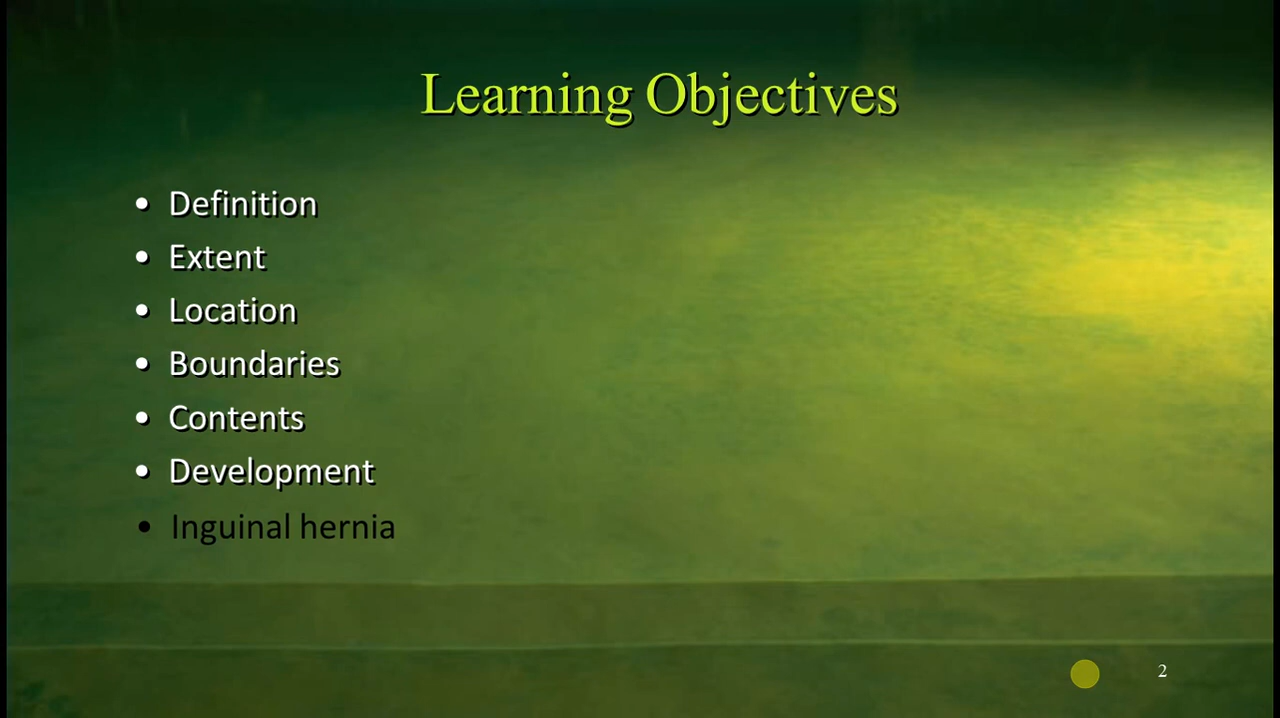 Learning Objectives
• Definition
• Extent
• Location
• Boundaries
• Contents
• Development
• Inguinal hernia
2